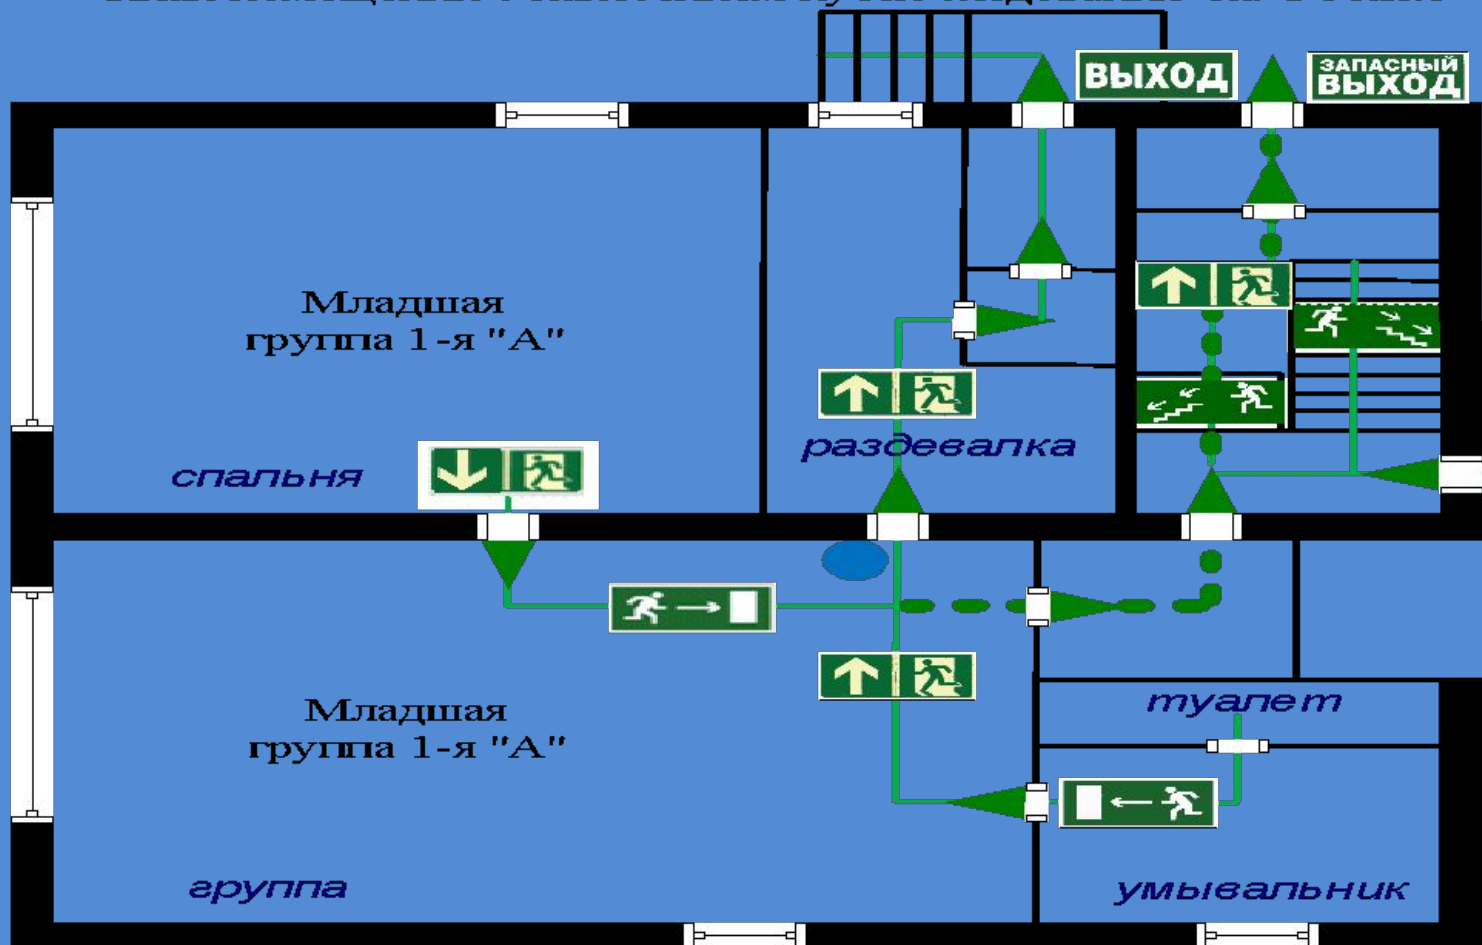 ВЫХОД
ЗАПАСНЫЙ
ВЫХОД
Младшая
группа 1-я "А"
раздевалка
спальня
туалет
Младшая
группа 1-я "А"
группа
умывальник